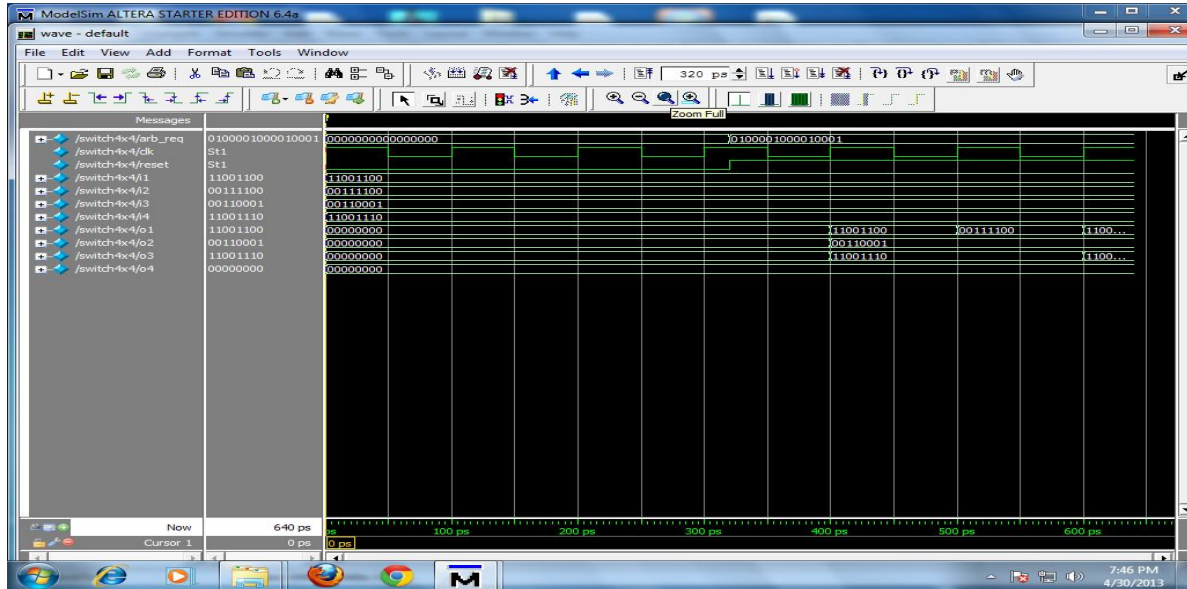 ModelSim ALTERA STARTER EDITION 6.4a
wave - default
File Edit View Add Format Tools Window
320 ps
Zoom Full
Messages
/switch4x4/arb_req 0100001000010001 0000000000000000 0100001000010001
/switch4x4/clk St1
/switch4x4/reset St1
/switch4x4/i1 11001100 11001100
/switch4x4/i2 00111100 00111100
/switch4x4/i3 00110001 00110001
/switch4x4/i4 11001110 11001110
/switch4x4/o1 11001100 00000000 11001100 00111100 1100...
/switch4x4/o2 00110001 00000000 00110001
/switch4x4/o3 11001110 00000000 11001110 1100...
/switch4x4/o4 00000000 00000000
Now 640 ps ps 100 ps 200 ps 300 ps 400 ps 500 ps 600 ps
Cursor 1 0 ps 0 ps
7:46 PM
4/30/2013